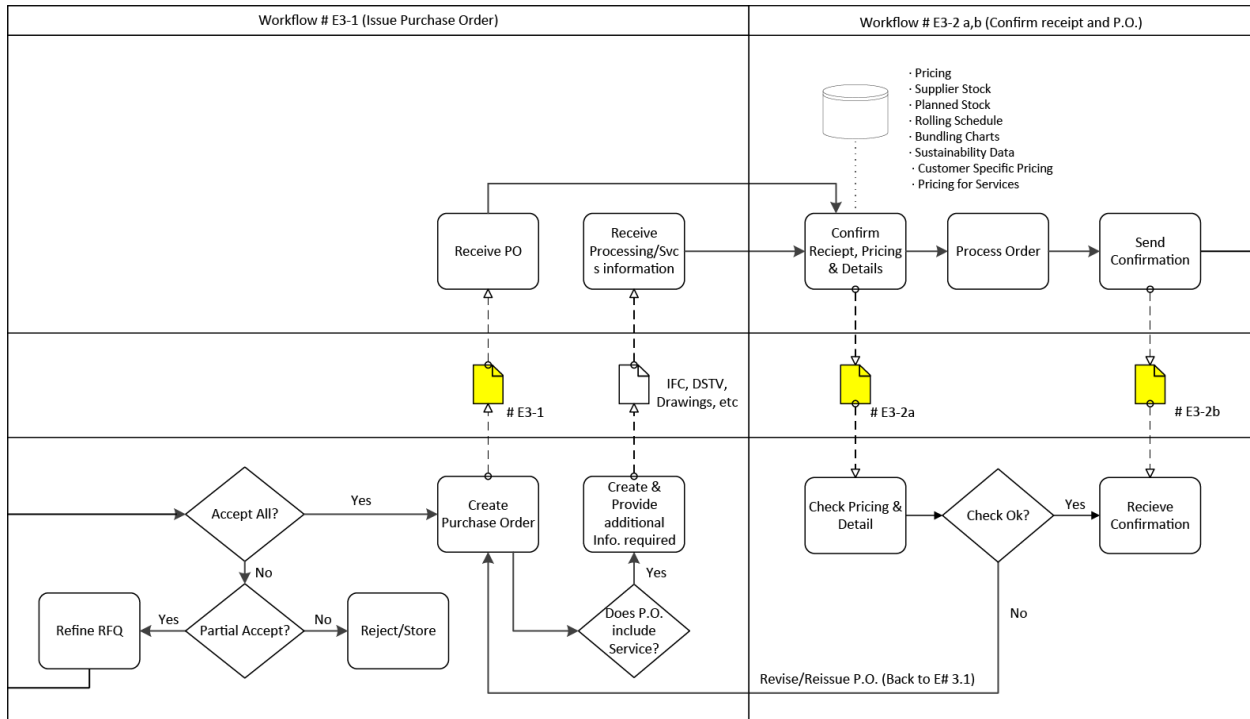 Workflow # E3-1 (Issue Purchase Order)
Workflow # E3-2 a,b (Confirm receipt and P.O.)
· Pricing
· Supplier Stock
· Planned Stock
· Rolling Schedule
· Bundling Charts
· Sustainability Data
· Customer Specific Pricing
· Pricing for Services
Receive PO
Receive
Processing/Svc
s information
Confirm
Reciept, Pricing
& Details
Process Order
Send
Confirmation
# E3-1
IFC, DSTV,
Drawings, etc
# E3-2a
# E3-2b
Accept All?
Yes
Create
Purchase Order
Create &
Provide
additional
Info. required
Check Pricing &
Detail
Check Ok?
Yes
Recieve
Confirmation
No
Yes
Refine RFQ
Yes
Partial Accept?
No
Reject/Store
Does P.O.
include
Service?
No
Revise/Reissue P.O. (Back to E# 3.1)